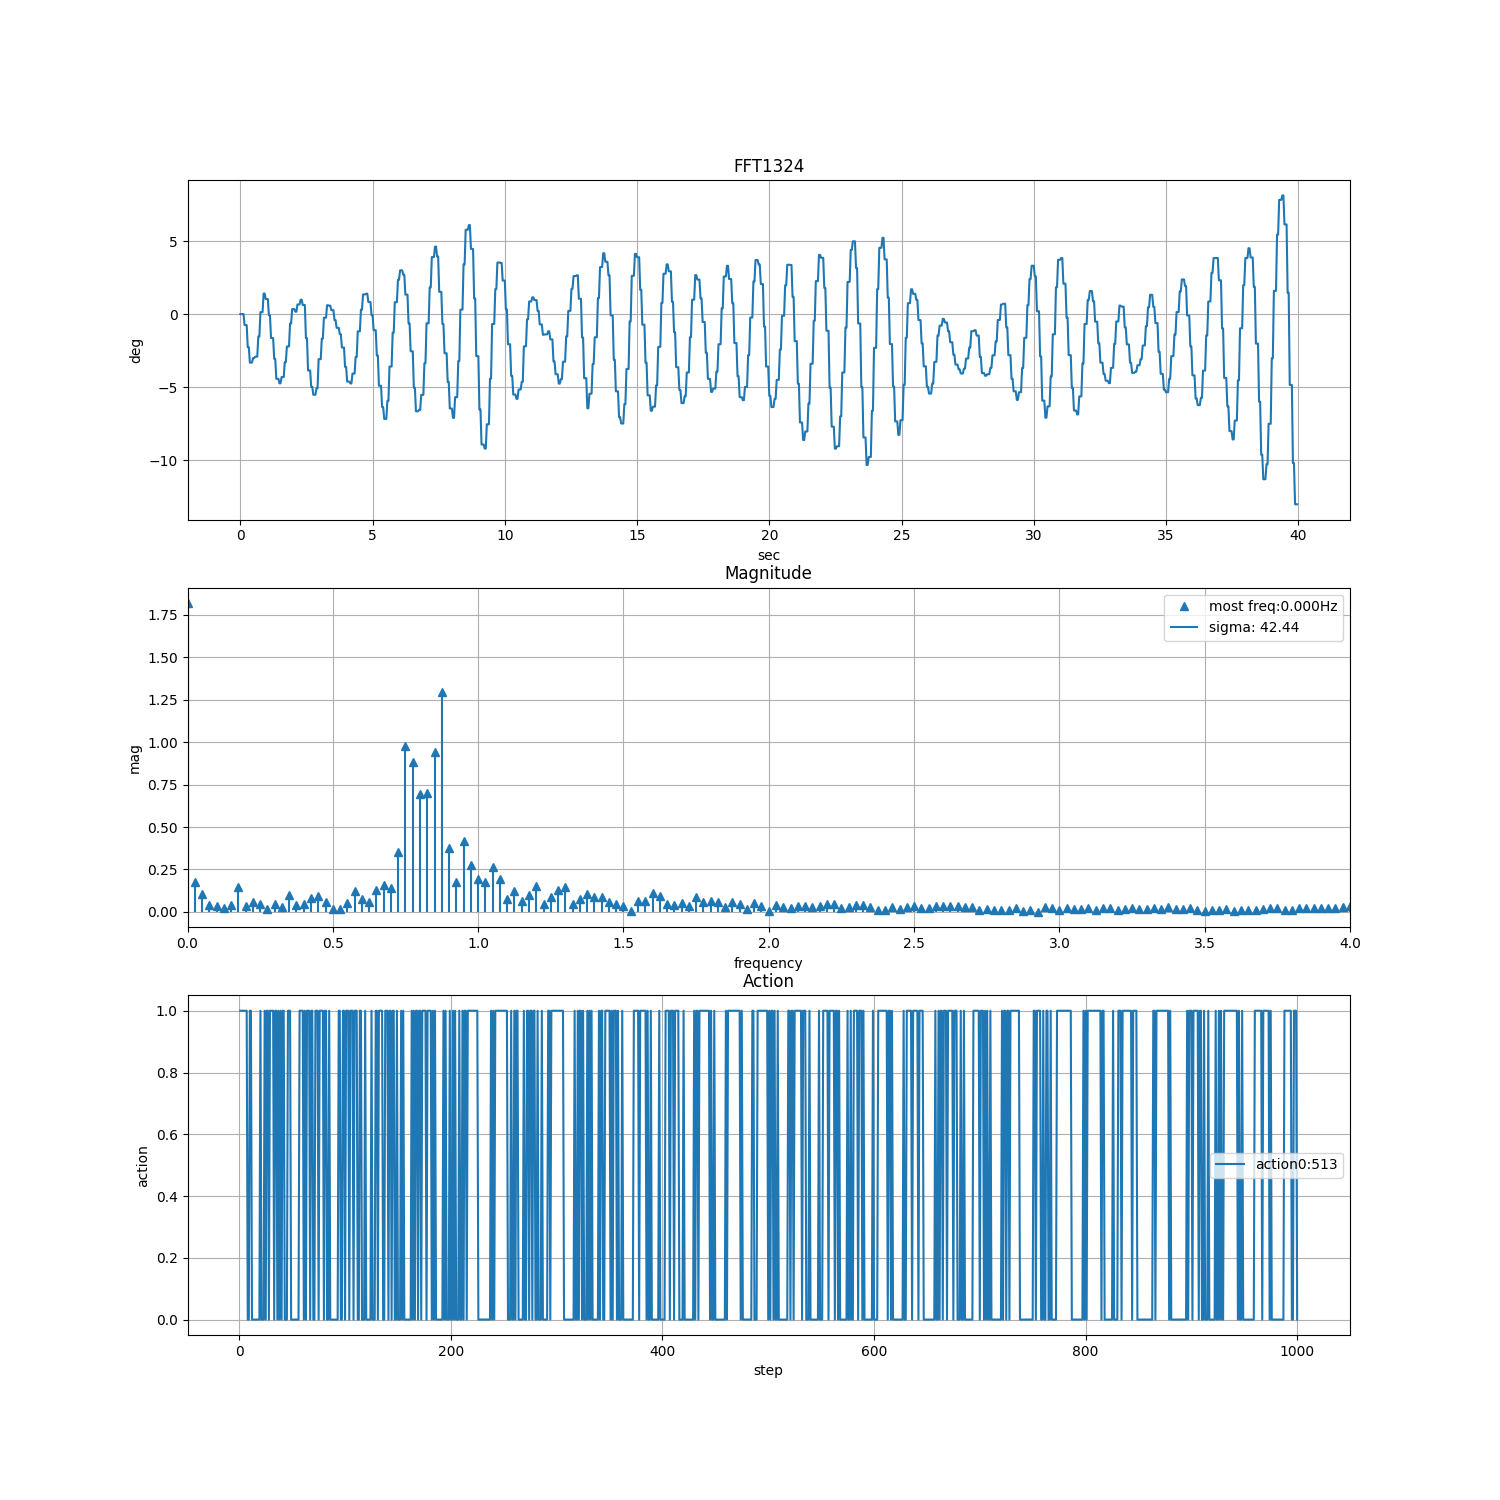 FFT1324
5
0
−5
−10
deg
0 5 10 15 20 25 30 35 40
sec
Magnitude
1.75
1.50
1.25
1.00
0.75
0.50
0.25
0.00
mag
most freq:0.000Hz
sigma: 42.44
0.0 0.5 1.0 1.5 2.0 2.5 3.0 3.5 4.0
frequency
Action
1.0
0.8
0.6
0.4
0.2
0.0
action
action0:513
0 200 400 600 800 1000
step